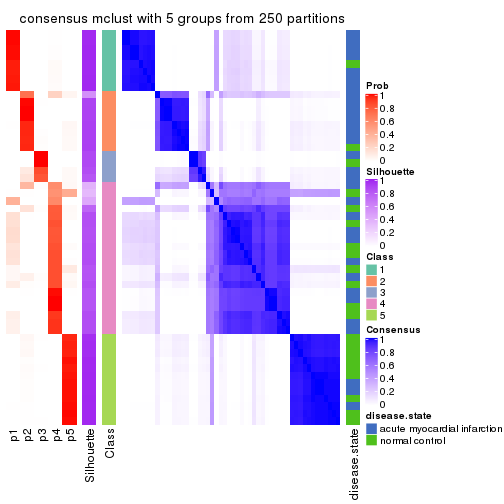 consensus mclust with 5 groups from 250 partitions
Prob
1
0.8
0.6
0.4
0.2
0
Silhouette
1
0.8
0.6
0.4
0.2
0
Class
1
2
3
4
5
Consensus
1
0.8
0.6
0.4
0.2
0
disease.state
acute myocardial infarction
normal control
p1
p2
p3
p4
p5
Silhouette
Class
disease.state